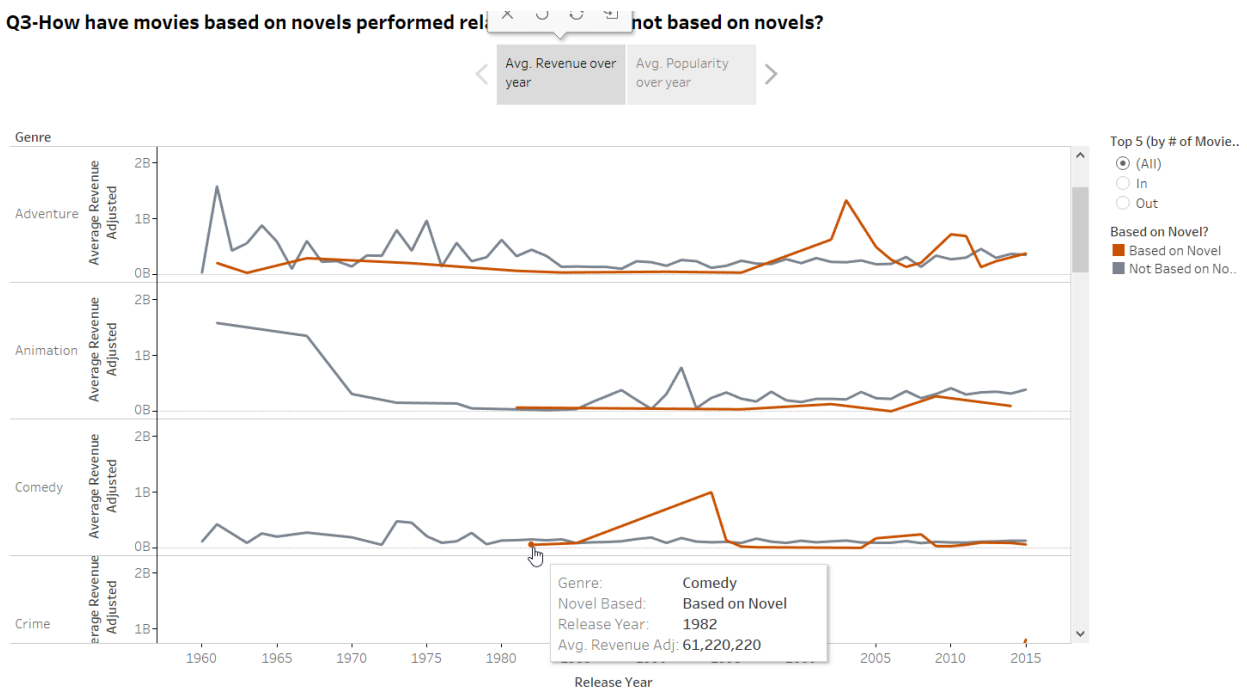 Q3-How have movies based on novels performed rela not based on novels?
Avg. Revenue over
year
Avg. Popularity
over year
Genre
Adventure
Average Revenue
Adjusted
2B
1B
0B
Animation
Average Revenue
Adjusted
2B
1B
0B
Comedy
Average Revenue
Adjusted
2B
1B
0B
Crime
erage Revenue
Adjusted
2B
1B
Genre: Comedy
Novel Based: Based on Novel
Release Year: 1982
Avg. Revenue Adj: 61,220,220
1960 1965 1970 1975 1980 2005 2010 2015
Release Year
Top 5 (by # of Movie..
(All)
In
Out
Based on Novel?
Based on Novel
Not Based on No..